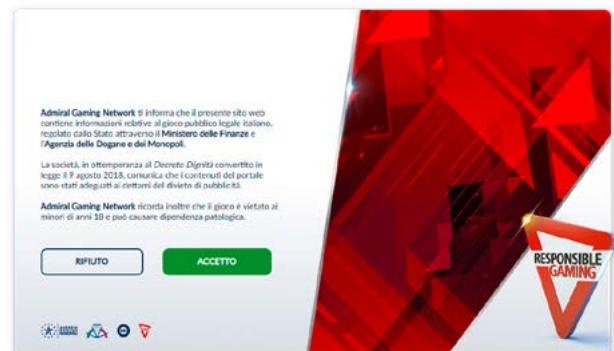 Admiral Gaming Network ti informa che il presente sito web
contiene informazioni relative al gioco pubblico legale italiano,
regolato dallo Stato attraverso il Ministero delle Finanze e
l'Agenzia delle Dogane e dei Monopoli.
La società, in ottemperanza al Decreto Dignità convertito in
legge il 9 agosto 2018, comunica che i contenuti del portale
sono stati adeguati ai dettami del divieto di pubblicità.
Admiral Gaming Network ricorda inoltre che il gioco è vietato ai
minori di anni 18 e può causare dipendenza patologica.
RIFIUTO
ACCETTO
RESPONSIBLE
GAMING